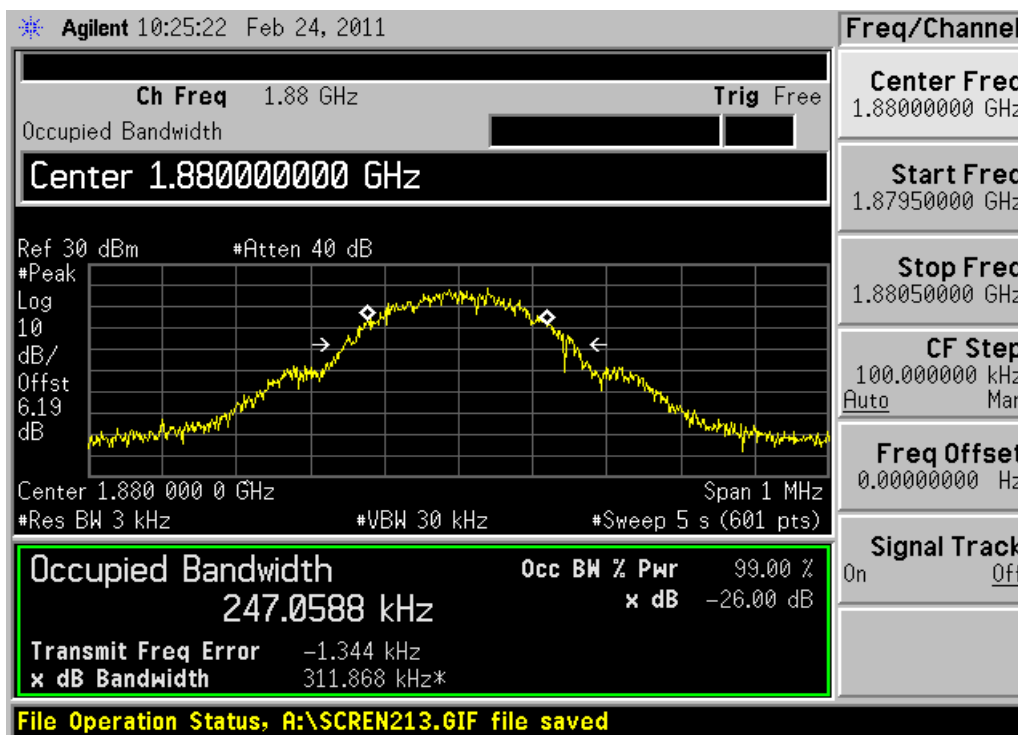 Agilent 10:25:22 Feb 24, 2011
Ch Freq 1.88 GHz Trig Free
Occupied Bandwidth
Center 1.880000000 GHz
Ref 30 dBm #Atten 40 dB
#Peak
Log
10
dB/
Offst
6.19
dB
Center 1.880 000 0 GHz Span 1 MHz
#Res BW 3 kHz #VBW 30 kHz #Sweep 5 s (601 pts)
Occupied Bandwidth
247.0588 kHz
Occ BW % Pwr 99.00 %
x dB -26.00 dB
Transmit Freq Error -1.344 kHz
x dB Bandwidth 311.868 kHz*
File Operation Status, A:\SCREN213.GIF file saved
Freq/Channel
Center Freq
1.88000000 GHz
Start Freq
1.87950000 GHz
Stop Freq
1.88050000 GHz
CF Step
100.000000 kHz
Auto Man
Freq Offset
0.00000000 Hz
Signal Track
On Off